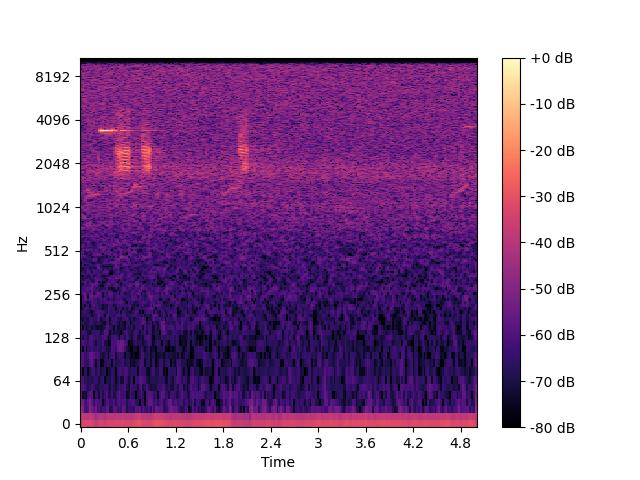 8192
4096
2048
1024
512
256
128
64
0
Hz
0 0.6 1.2 1.8 2.4 3 3.6 4.2 4.8
Time
+0 dB
-10 dB
-20 dB
-30 dB
-40 dB
-50 dB
-60 dB
-70 dB
-80 dB